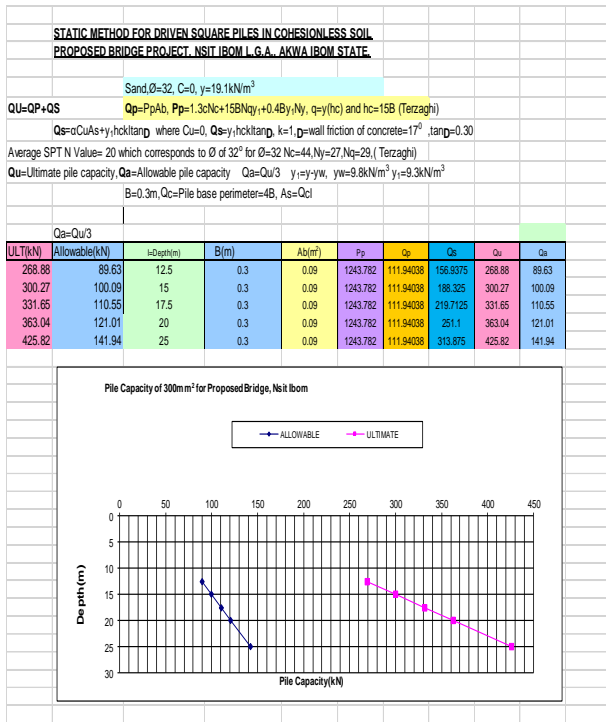 STATIC METHOD FOR DRIVEN SQUARE PILES IN COHESIONLESS SOIL
PROPOSED BRIDGE PROJECT, NSIT IBOM L.G.A., AKWA IBOM STATE.
Sand,Ø=32, C=0, y=19.1kN/m³
QU=QP+QS Qp=PpAb, Pp=1.3cNc+15BNqy₁+0.4By₁Ny, q=y(hc) and hc=15B (Terzaghi)
Qs=αCuAs+y₁hckltanD where Cu=0, Qs=y₁hckltanD, k=1,D=wall friction of concrete=17⁰ ,tanD=0.30
Average SPT N Value= 20 which corresponds to Ø of 32° for Ø=32 Nc=44,Ny=27,Nq=29,( Terzaghi)
Qu=Ultimate pile capacity,Qa=Allowable pile capacity Qa=Qu/3 y₁=y-yw, yw=9.8kN/m³ y₁=9.3kN/m³
B=0.3m,Qc=Pile base perimeter=4B, As=Qcl
Qa=Qu/3
ULT(kN) Allowable(kN) l=Depth(m) B(m) Ab(m²) Pp Qp Qs Qu Qa
268.88 89.63 12.5 0.3 0.09 1243.782 111.94038 156.9375 268.88 89.63
300.27 100.09 15 0.3 0.09 1243.782 111.94038 188.325 300.27 100.09
331.65 110.55 17.5 0.3 0.09 1243.782 111.94038 219.7125 331.65 110.55
363.04 121.01 20 0.3 0.09 1243.782 111.94038 251.1 363.04 121.01
425.82 141.94 25 0.3 0.09 1243.782 111.94038 313.875 425.82 141.94
Pile Capacity of 300mm² for Proposed Bridge, Nsit Ibom
ALLOWABLE ULTIMATE
0 50 100 150 200 250 300 350 400 450
0
5
10
15
20
25
30
Depth(m)
Pile Capacity(kN)